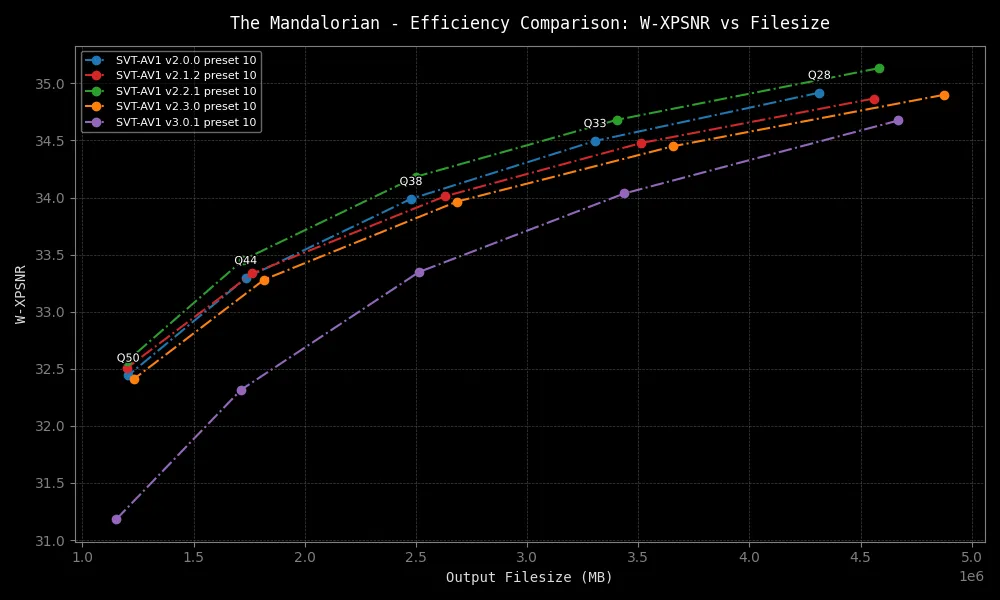 The Mandalorian - Efficiency Comparison: W-XPSNR vs Filesize
SVT-AV1 v2.0.0 preset 10
SVT-AV1 v2.1.2 preset 10
SVT-AV1 v2.2.1 preset 10
SVT-AV1 v2.3.0 preset 10
SVT-AV1 v3.0.1 preset 10
Q28
Q33
Q38
Q44
Q50
W-XPSNR
35.0
34.5
34.0
33.5
33.0
32.5
32.0
31.5
31.0
1.0 1.5 2.0 2.5 3.0 3.5 4.0 4.5 5.0
1e6
Output Filesize (MB)